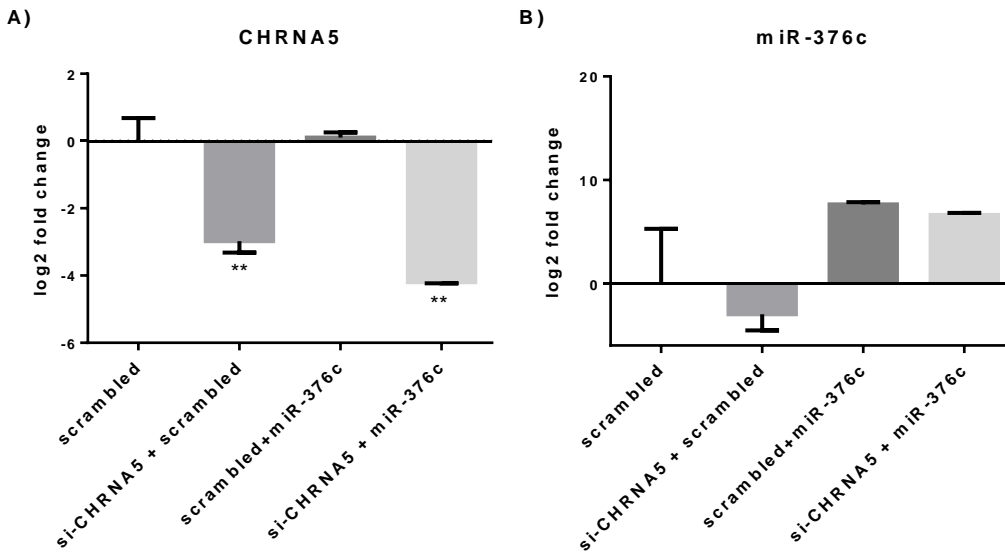 A)
CHRNA5
log2 fold change
2
0
-2
-4
-6
**
**
scrambled
si-CHRNA5 + scrambled
scrambled+miR-376c
si-CHRNA5 + miR-376c
B)
miR-376c
log2 fold change
20
10
0
scrambled
si-CHRNA5 + scrambled
scrambled+miR-376c
si-CHRNA5 + miR-376c